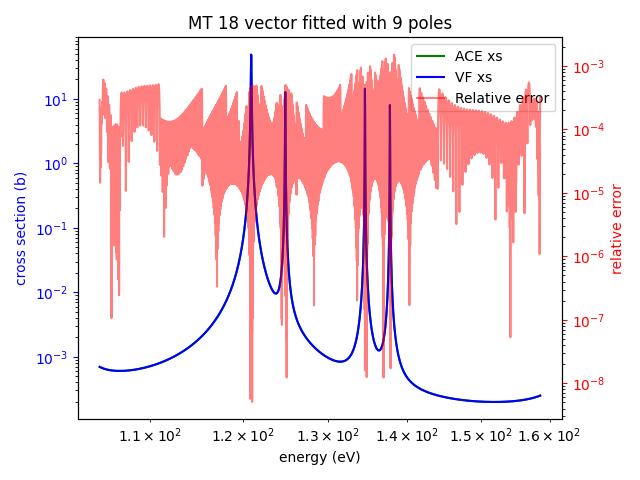 MT 18 vector fitted with 9 poles
ACE xs
VF xs
Relative error
cross section (b)
10¹
10⁰
10⁻¹
10⁻²
10⁻³
relative error
10⁻³
10⁻⁴
10⁻⁵
10⁻⁶
10⁻⁷
10⁻⁸
1.1 × 10² 1.2 × 10² 1.3 × 10² 1.4 × 10² 1.5 × 10² 1.6 × 10²
energy (eV)